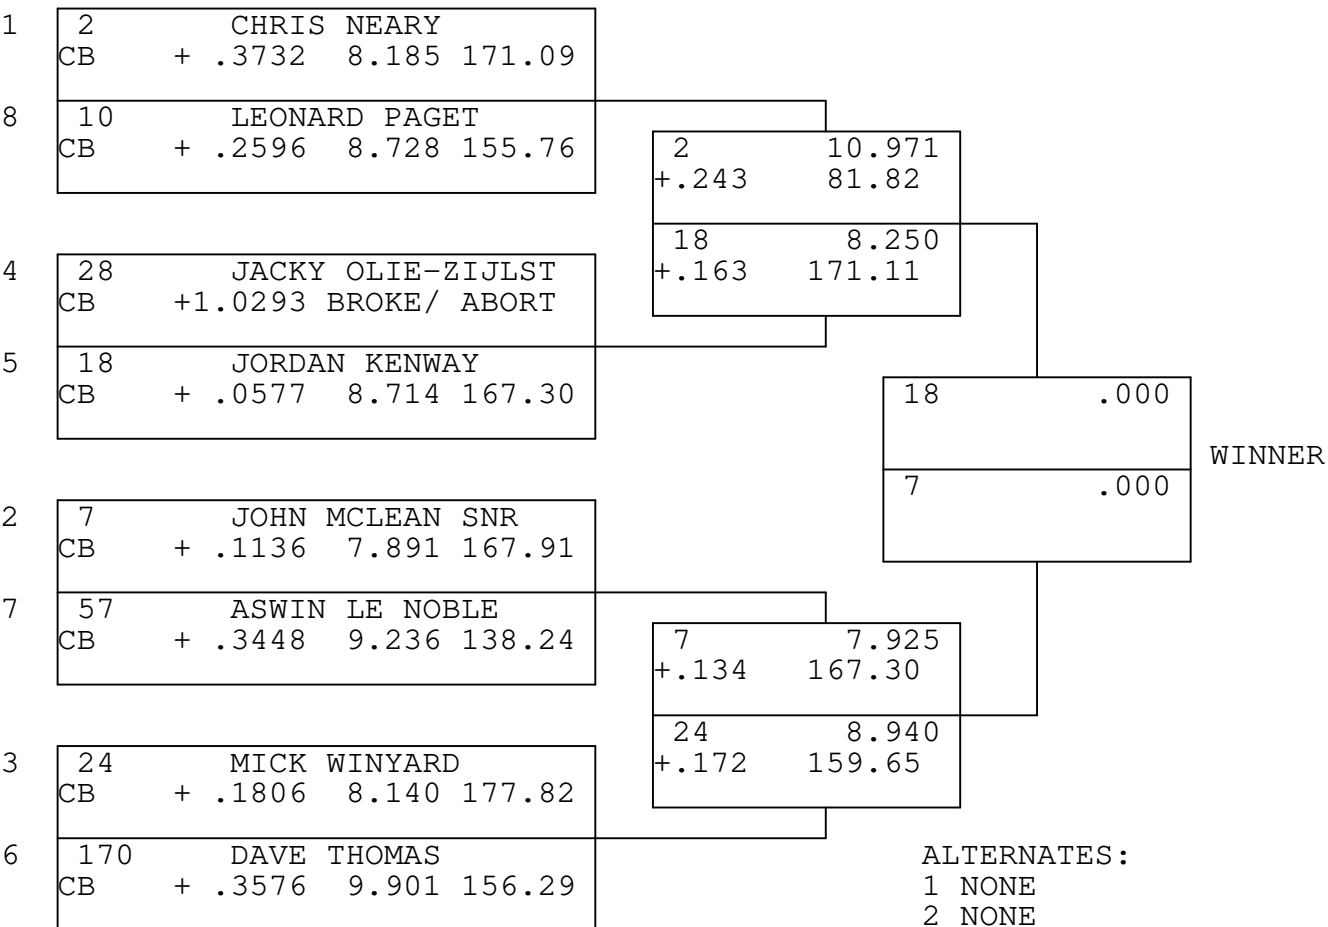 1 2 CHRIS NEARY
CB + .3732 8.185 171.09
8 10 LEONARD PAGET
CB + .2596 8.728 155.76
4 28 JACKY OLIE-ZIJLST
CB +1.0293 BROKE/ ABORT
5 18 JORDAN KENWAY
CB + .0577 8.714 167.30
2 7 JOHN MCLEAN SNR
CB + .1136 7.891 167.91
7 57 ASWIN LE NOBLE
CB + .3448 9.236 138.24
3 24 MICK WINYARD
CB + .1806 8.140 177.82
6 170 DAVE THOMAS
CB + .3576 9.901 156.29
2 10.971
+.243 81.82
18 8.250
+.163 171.11
7 7.925
+.134 167.30
24 8.940
+.172 159.65
18 .000
7 .000
WINNER
ALTERNATES:
1 NONE
2 NONE